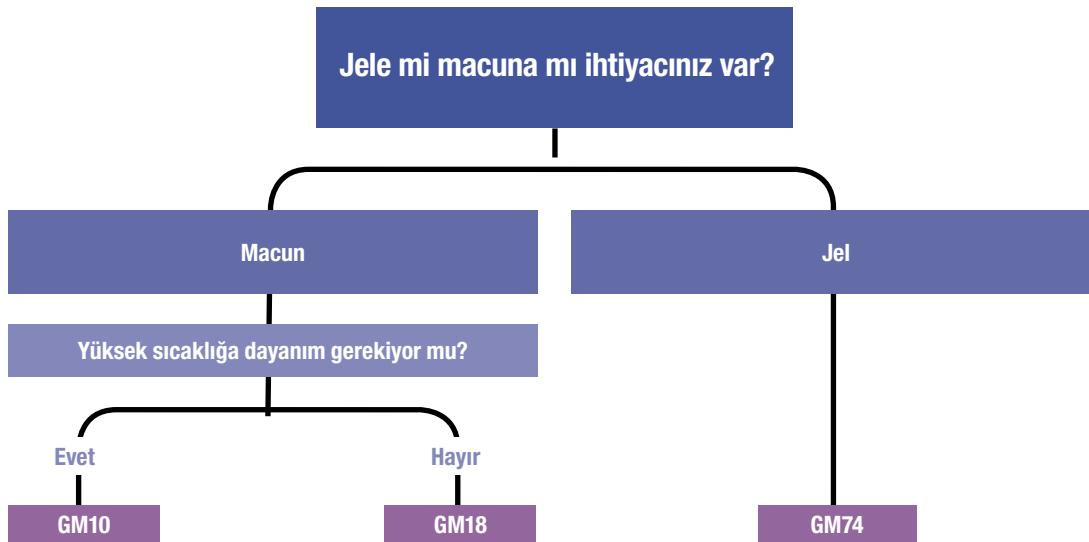 Jele mi macuna mı ihtiyacınız var?
Macun
Jel
Yüksek sıcaklığa dayanım gerekiyor mu?
Evet
Hayır
GM10
GM18
GM74